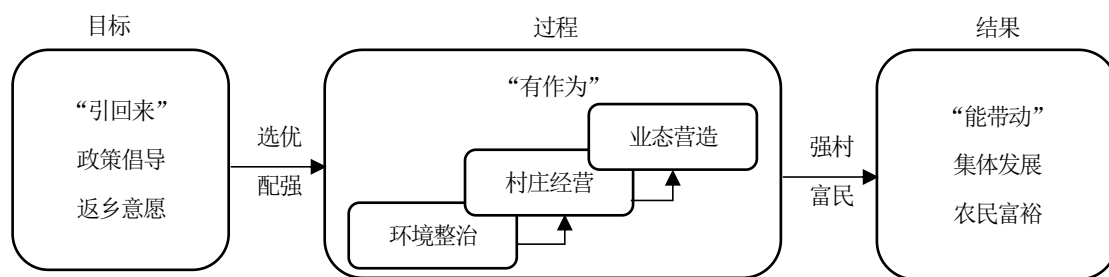 目标
过程
结果
“引回来”
政策倡导
返乡意愿
选优
配强
“有作为”
业态营造
村庄经营
环境整治
强村
富民
“能带动”
集体发展
农民富裕